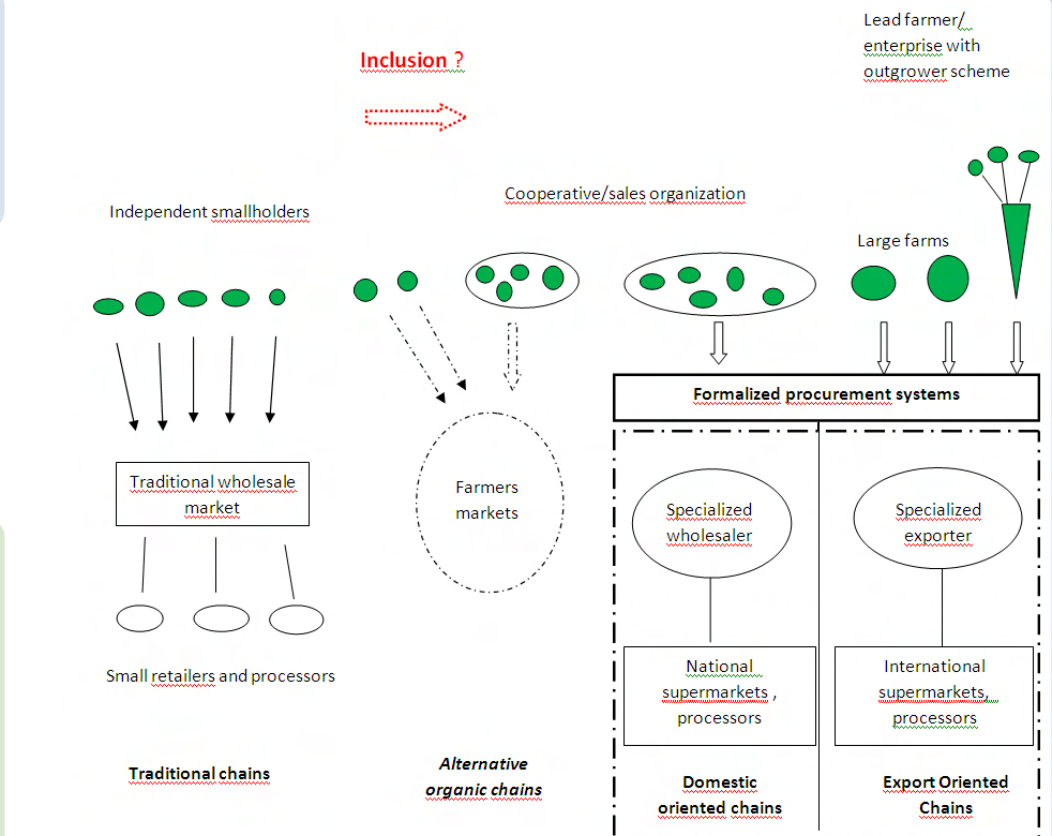 Lead farmer/
enterprise with
outgrower scheme
Inclusion ?
Cooperative/sales organization
Independent smallholders
Large farms
Formalized procurement systems
Traditional wholesale
market
Farmers
markets
Specialized
wholesaler
Specialized
exporter
Small retailers and processors
National
supermarkets ,
processors
International
supermarkets,
processors
Traditional chains
Alternative
organic chains
Domestic
oriented chains
Export Oriented
Chains